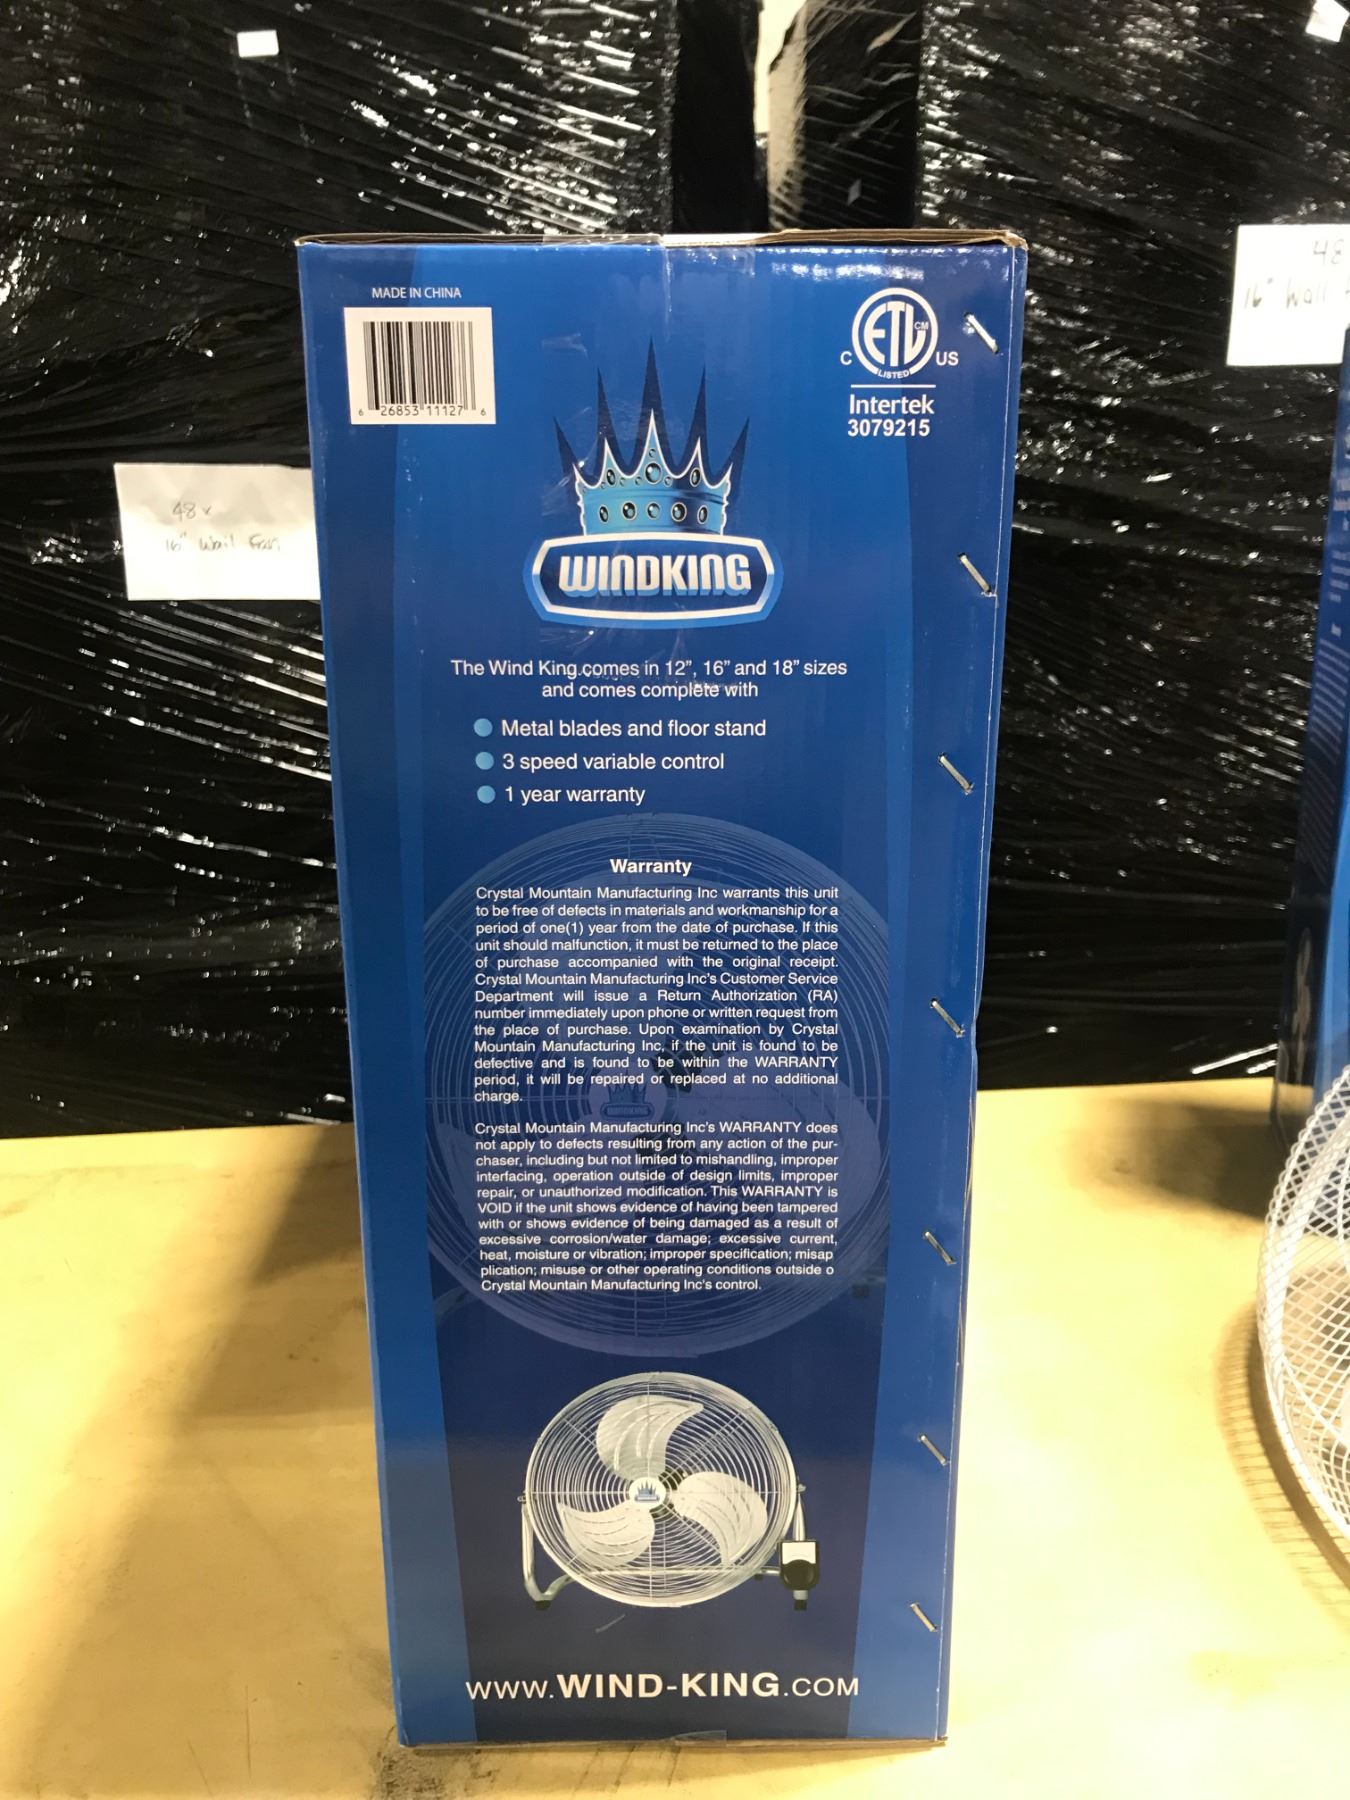 MADE IN CHINA
6 26853 11127 6
ETL CM
C US
LISTED
Intertek
3079215
48 x
16" Wall Fan
48
16" Wall
WINDKING
The Wind King comes in 12”, 16” and 18” sizes
and comes complete with
Metal blades and floor stand
3 speed variable control
1 year warranty
Warranty
Crystal Mountain Manufacturing Inc warrants this unit
to be free of defects in materials and workmanship for a
period of one(1) year from the date of purchase. If this
unit should malfunction, it must be returned to the place
of purchase accompanied with the original receipt.
Crystal Mountain Manufacturing Inc's Customer Service
Department will issue a Return Authorization (RA)
number immediately upon phone or written request from
the place of purchase. Upon examination by Crystal
Mountain Manufacturing Inc, if the unit is found to be
defective and is found to be within the WARRANTY
period, it will be repaired or replaced at no additional
charge.
Crystal Mountain Manufacturing Inc's WARRANTY does
not apply to defects resulting from any action of the pur-
chaser, including but not limited to mishandling, improper
interfacing, operation outside of design limits, improper
repair, or unauthorized modification. This WARRANTY is
VOID if the unit shows evidence of having been tampered
with or shows evidence of being damaged as a result of
excessive corrosion/water damage; excessive current,
heat, moisture or vibration; improper specification; misap
plication; misuse or other operating conditions outside o
Crystal Mountain Manufacturing Inc's control.
WINDKING
www.WIND-KING.COM